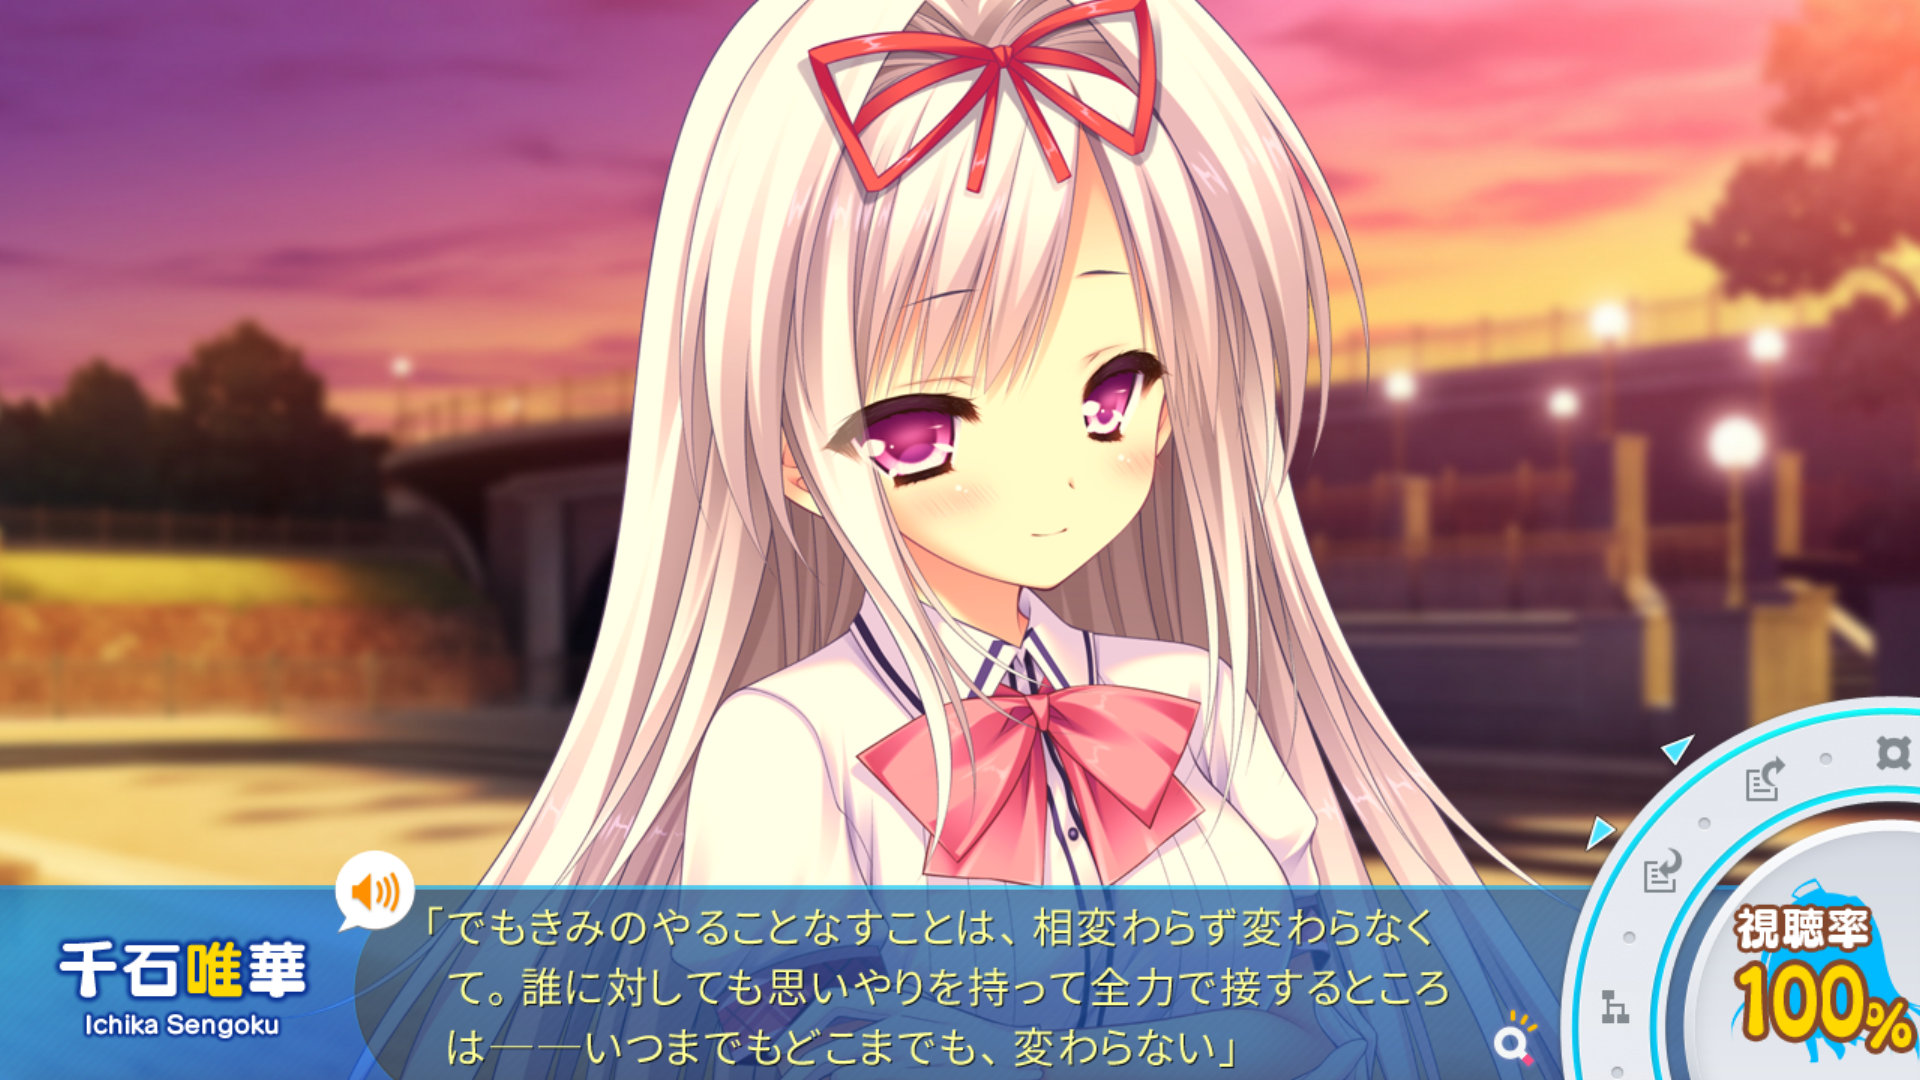 千石唯華
Ichika Sengoku
「でもきみのやることなすことは、相変わらず変わらなく
て。誰に対しても思いやりを持って全力で接するところ
は――いつまでもどこまでも、変わらない」
視聴率
100%